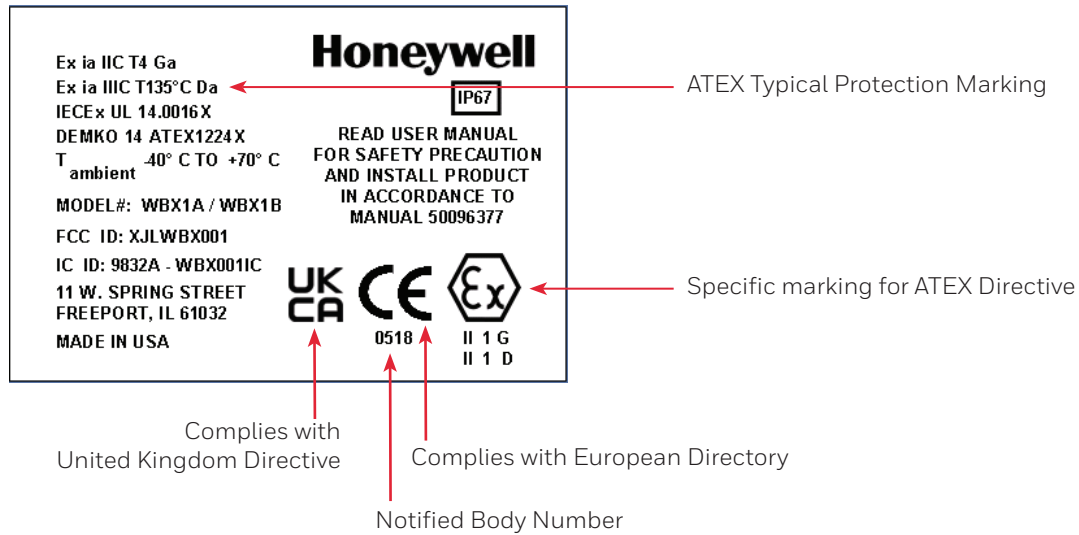 Ex ia IIC T4 Ga
Ex ia IIIC T135°C Da
IECEx UL 14.0016X
DEMKO 14 ATEX1224X
T ambient -40° C TO +70° C
MODEL#: WBX1A / WBX1B
FCC ID: XJLWBX001
IC ID: 9832A - WBX001IC
11 W. SPRING STREET
FREEPORT, IL 61032
MADE IN USA
Honeywell
IP67
READ USER MANUAL
FOR SAFETY PRECAUTION
AND INSTALL PRODUCT
IN ACCORDANCE TO
MANUAL 50096377
UK
CA
CE
0518
Ex
II 1 G
II 1 D
ATEX Typical Protection Marking
Specific marking for ATEX Directive
Complies with
United Kingdom Directive
Complies with European Directory
Notified Body Number